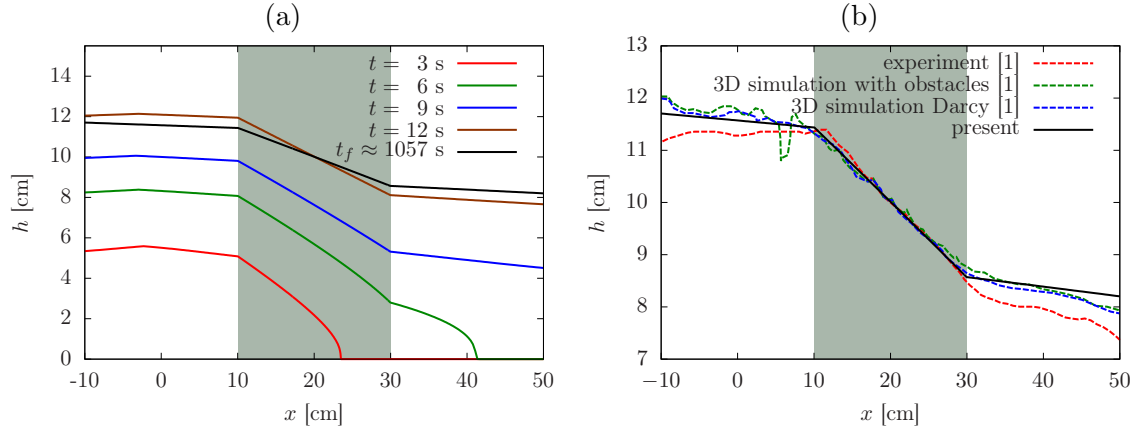 (a)
h [cm]
14
12
10
8
6
4
2
0
-10
0
10
20
30
40
50
x [cm]
t = 3 s
t = 6 s
t = 9 s
t = 12 s
t_f ≈ 1057 s
(b)
h [cm]
13
12
11
10
9
8
7
−10
0
10
20
30
40
50
x [cm]
experiment [1]
3D simulation with obstacles [1]
3D simulation Darcy [1]
present